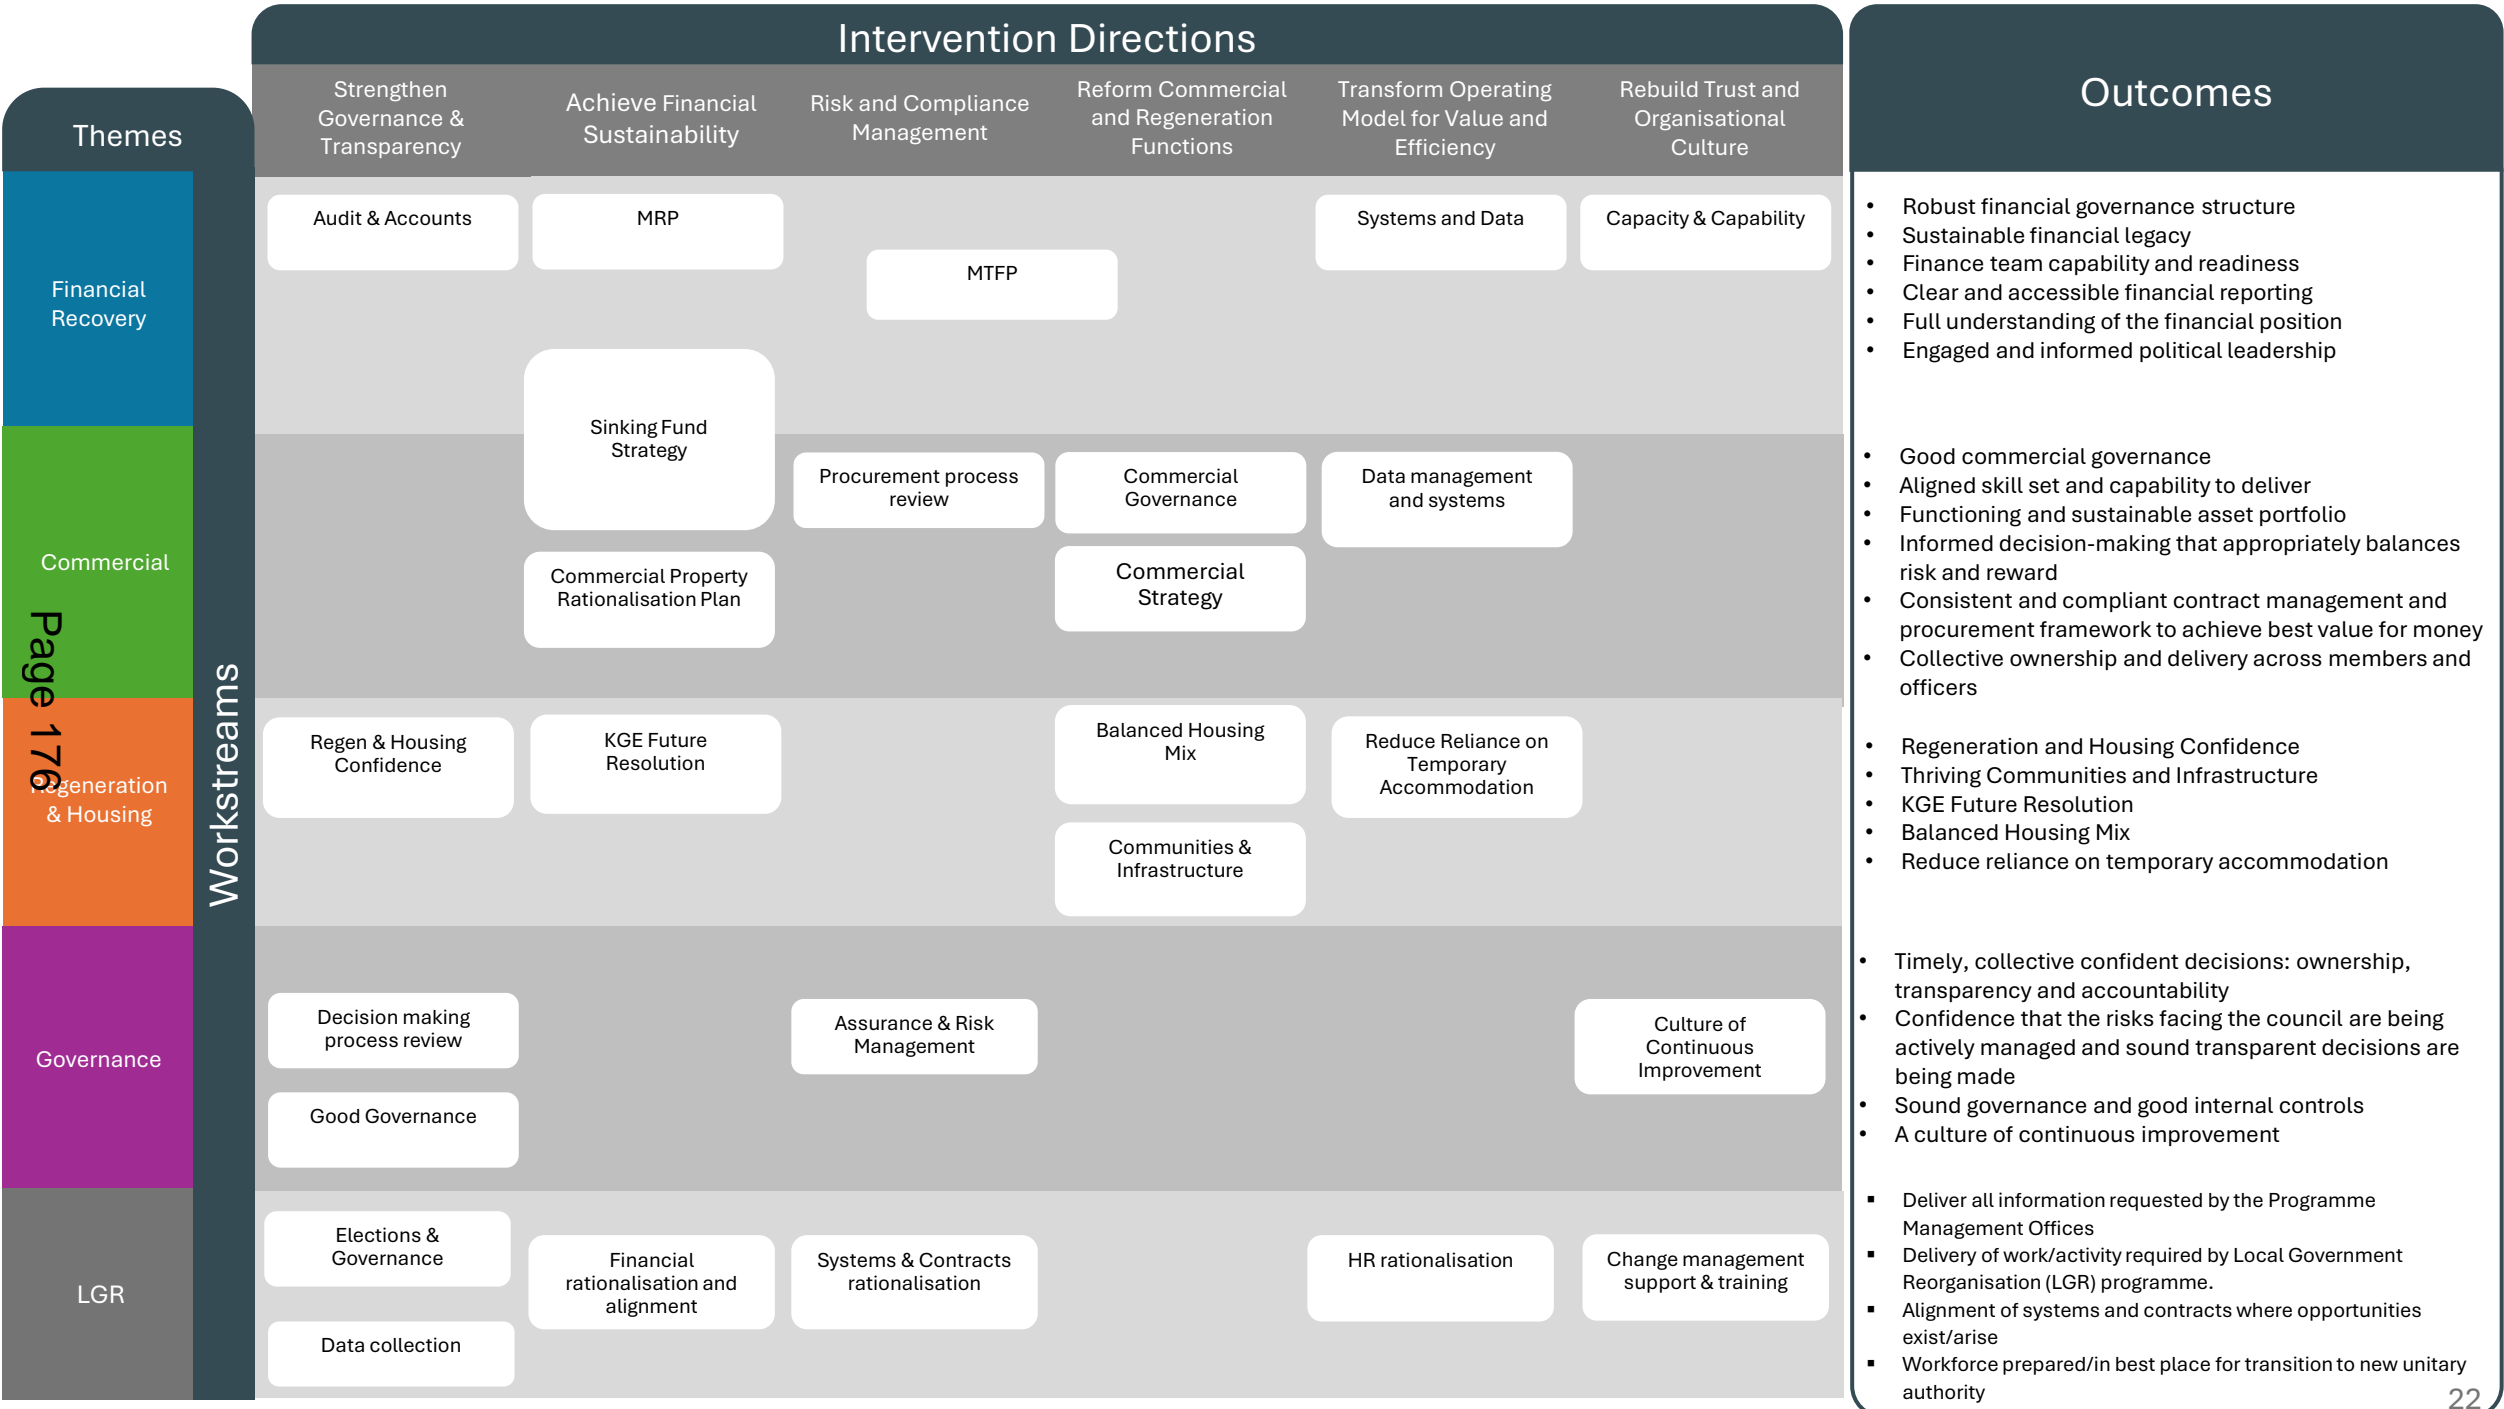 Intervention Directions
Outcomes
Themes
Strengthen
Governance &
Transparency
Achieve Financial
Sustainability
Risk and Compliance
Management
Reform Commercial
and Regeneration
Functions
Transform Operating
Model for Value and
Efficiency
Rebuild Trust and
Organisational
Culture
Workstreams
Financial
Recovery
Audit & Accounts
MRP
MTFP
Systems and Data
Capacity & Capability
• Robust financial governance structure
• Sustainable financial legacy
• Finance team capability and readiness
• Clear and accessible financial reporting
• Full understanding of the financial position
• Engaged and informed political leadership
Sinking Fund
Strategy
Commercial
Procurement process
review
Commercial
Governance
Data management
and systems
Commercial Property
Rationalisation Plan
Commercial
Strategy
• Good commercial governance
• Aligned skill set and capability to deliver
• Functioning and sustainable asset portfolio
• Informed decision-making that appropriately balances
risk and reward
• Consistent and compliant contract management and
procurement framework to achieve best value for money
• Collective ownership and delivery across members and
officers
Page 176
Regeneration
& Housing
Regen & Housing
Confidence
KGE Future
Resolution
Balanced Housing
Mix
Reduce Reliance on
Temporary
Accommodation
Communities &
Infrastructure
• Regeneration and Housing Confidence
• Thriving Communities and Infrastructure
• KGE Future Resolution
• Balanced Housing Mix
• Reduce reliance on temporary accommodation
Governance
Decision making
process review
Assurance & Risk
Management
Culture of
Continuous
Improvement
Good Governance
• Timely, collective confident decisions: ownership,
transparency and accountability
• Confidence that the risks facing the council are being
actively managed and sound transparent decisions are
being made
• Sound governance and good internal controls
• A culture of continuous improvement
LGR
Elections &
Governance
Financial
rationalisation and
alignment
Systems & Contracts
rationalisation
HR rationalisation
Change management
support & training
Data collection
▪ Deliver all information requested by the Programme
Management Offices
▪ Delivery of work/activity required by Local Government
Reorganisation (LGR) programme.
▪ Alignment of systems and contracts where opportunities
exist/arise
▪ Workforce prepared/in best place for transition to new unitary
authority
22